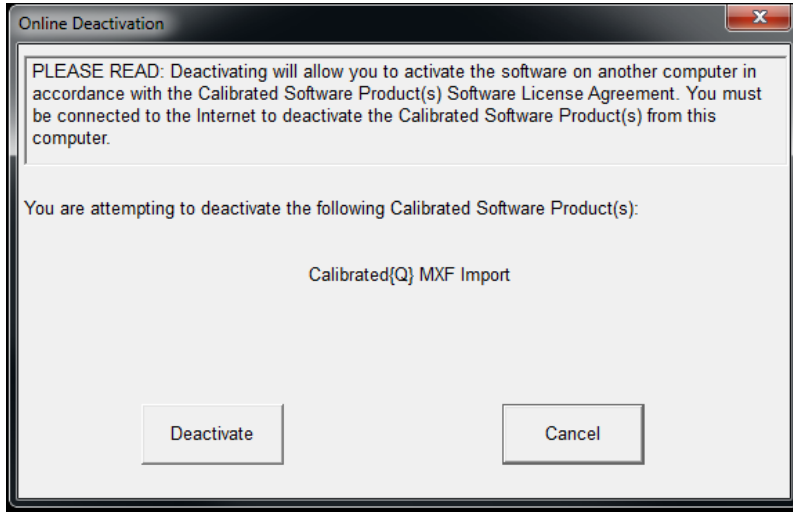 Online Deactivation
PLEASE READ: Deactivating will allow you to activate the software on another computer in
accordance with the Calibrated Software Product(s) Software License Agreement. You must
be connected to the Internet to deactivate the Calibrated Software Product(s) from this
computer.
You are attempting to deactivate the following Calibrated Software Product(s):
Calibrated{Q} MXF Import
Deactivate
Cancel